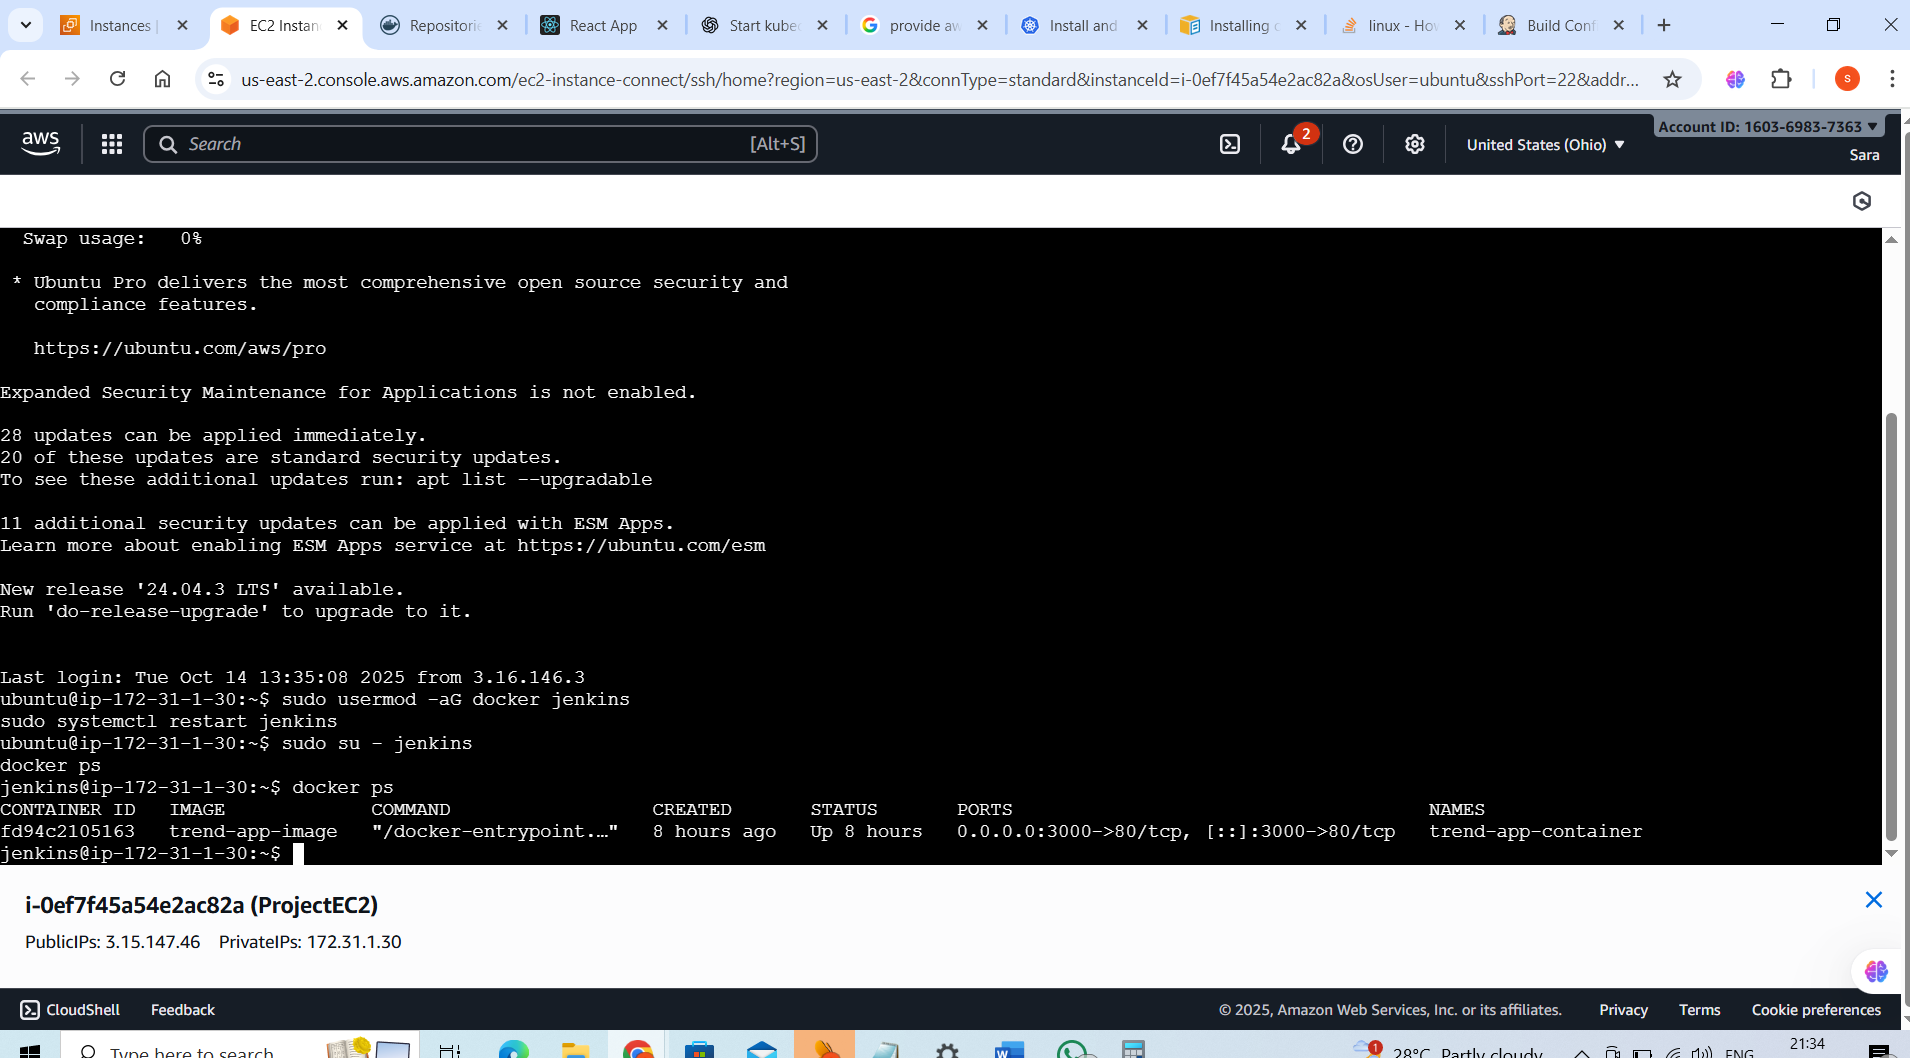 Instances |
EC2 Instan
Repositorie
React App
Start kube
provide aw
Install and
Installing c
linux - How
Build Conf
us-east-2.console.aws.amazon.com/ec2-instance-connect/ssh/home?region=us-east-2&connType=standard&instanceId=i-0ef7f45a54e2ac82a&osUser=ubuntu&sshPort=22&addr...
S
aws
Search
[Alt+S]
2
United States (Ohio)
Account ID: 1603-6983-7363
Sara
Swap usage:   0%
* Ubuntu Pro delivers the most comprehensive open source security and
compliance features.
https://ubuntu.com/aws/pro
Expanded Security Maintenance for Applications is not enabled.
28 updates can be applied immediately.
20 of these updates are standard security updates.
To see these additional updates run: apt list --upgradable
11 additional security updates can be applied with ESM Apps.
Learn more about enabling ESM Apps service at https://ubuntu.com/esm
New release '24.04.3 LTS' available.
Run 'do-release-upgrade' to upgrade to it.
Last login: Tue Oct 14 13:35:08 2025 from 3.16.146.3
ubuntu@ip-172-31-1-30:~$ sudo usermod -aG docker jenkins
sudo systemctl restart jenkins
ubuntu@ip-172-31-1-30:~$ sudo su - jenkins
docker ps
jenkins@ip-172-31-1-30:~$ docker ps
CONTAINER ID   IMAGE             COMMAND                  CREATED       STATUS       PORTS                                     NAMES
fd94c2105163   trend-app-image   "/docker-entrypoint.…"   8 hours ago   Up 8 hours   0.0.0.0:3000->80/tcp, [::]:3000->80/tcp   trend-app-container
jenkins@ip-172-31-1-30:~$
i-0ef7f45a54e2ac82a (ProjectEC2)
PublicIPs: 3.15.147.46   PrivateIPs: 172.31.1.30
CloudShell   Feedback   © 2025, Amazon Web Services, Inc. or its affiliates.   Privacy   Terms   Cookie preferences
Type here to search
1
28°C Partly cloudy
ENG
21:34